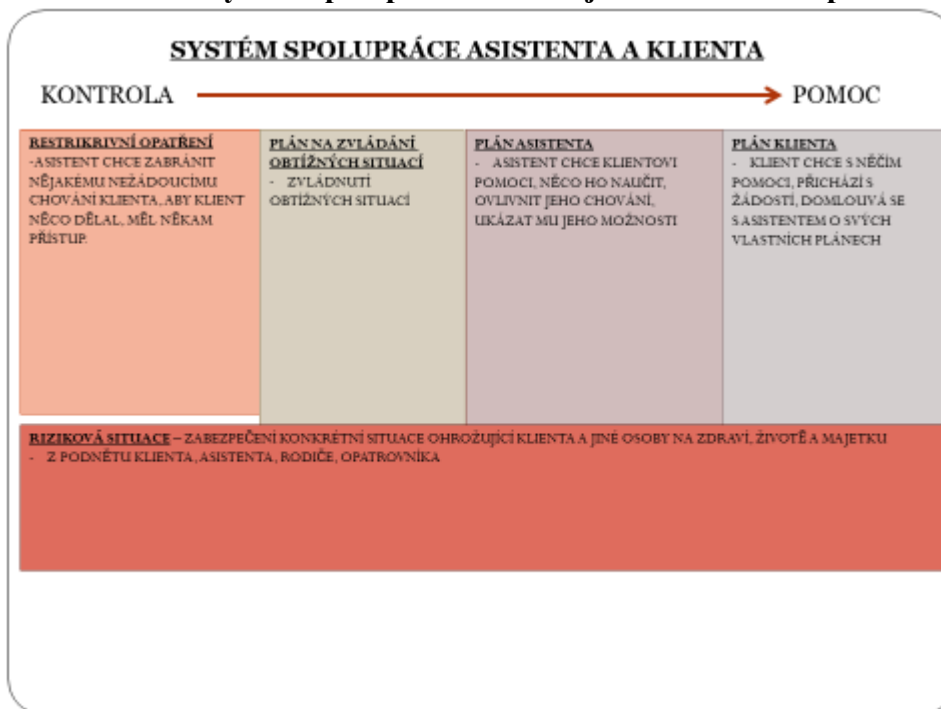 SYSTÉM SPOLUPRÁCE ASISTENTA A KLIENTA
KONTROLA
POMOC
RESTRIKRIVNÍ OPATŘENÍ
-ASISTENT CHCE ZABRÁNIT
NĚJAKÉMU NEŽÁDOUCÍMU
CHOVÁNÍ KLIENTA, ABY KLIENT
NĚCO DĚLAL, MĚL NĚKAM
PŘÍSTUP.
PLÁN NA ZVLÁDÁNÍ
OBTÍŽNÝCH SITUACÍ
- ZVLÁDNUTÍ
OBTÍŽNÝCH SITUACÍ
PLÁN ASISTENTA
- ASISTENT CHCE KLIENTOVI
POMOCI, NĚCO HO NAUČIT,
OVLIVNIT JEHO CHOVÁNÍ,
UKÁZAT MU JEHO MOŽNOSTI
PLÁN KLIENTA
- KLIENT CHCE S NĚČÍM
POMOCI, PŘICHÁZÍ S
ŽÁDOSTÍ, DOMLOUVÁ SE
S ASISTENTEM O SVÝCH
VLASTNÍCH PLÁNECH
RIZIKOVÁ SITUACE – ZABEZPEČENÍ KONKRÉTNÍ SITUACE OHROŽUJÍCÍ KLIENTA A JINÉ OSOBY NA ZDRAVÍ, ŽIVOTĚ A MAJETKU
- Z PODNĚTU KLIENTA, ASISTENTA, RODIČE, OPATROVNÍKA